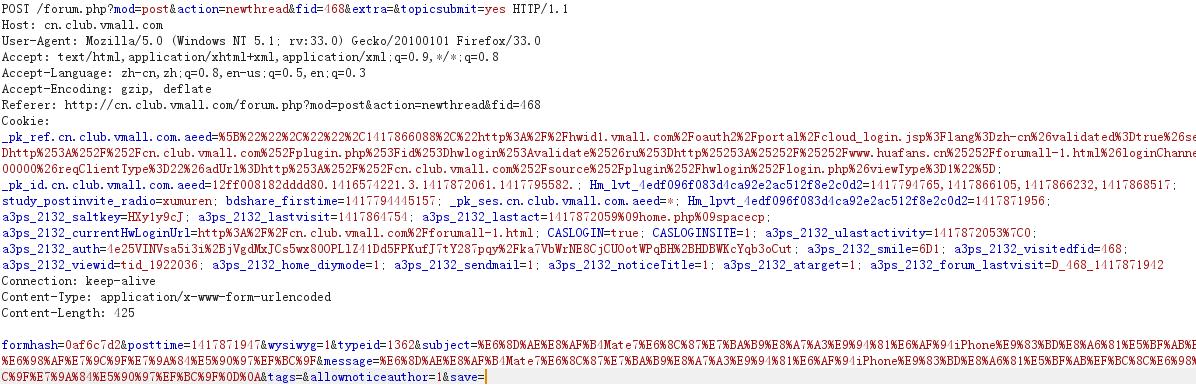 POST /forum.php?mod=post&action=newthread&fid=468&extra=&topicsubmit=yes HTTP/1.1
Host: cn.club.vmall.com
User-Agent: Mozilla/5.0 (Windows NT 5.1; rv:33.0) Gecko/20100101 Firefox/33.0
Accept: text/html,application/xhtml+xml,application/xml;q=0.9,*/*;q=0.8
Accept-Language: zh-cn,zh;q=0.8,en-us;q=0.5,en;q=0.3
Accept-Encoding: gzip, deflate
Referer: http://cn.club.vmall.com/forum.php?mod=post&action=newthread&fid=468
Cookie:
_pk_ref.cn.club.vmall.com.aeed=%5B%22%22%2C%22%22%2C1417866088%2C%22http%3A%2F%2Fhwid1.vmall.com%2Foauth2%2Fportal%2Fcloud_login.jsp%3Flang%3Dzh-cn%26validated%3Dtrue%26se
Dhttp%253A%252F%252Fcn.club.vmall.com%252Fplugin.php%253Fid%253Dhwlogin%253Avalidate%2526ru%253Dhttp%25253A%25252F%25252Fwww.huafans.cn%25252Fforumall-1.html%26loginChanne
00000%26reqClientType%3D22%26adUrl%3Dhttp%253A%252F%252Fcn.club.vmall.com%252Fsource%252Fplugin%252Fhwlogin%252Flogin.php%26viewType%3D1%22%5D;
_pk_id.cn.club.vmall.com.aeed=12ff008182dddd80.1416574221.3.1417872061.1417795582.; Hm_lvt_4edf096f083d4ca92e2ac512f8e2c0d2=1417794765,1417866105,1417866232,1417868517;
study_postinvite_radio=xumuren; bdshare_firstime=1417794445157; _pk_ses.cn.club.vmall.com.aeed=*; Hm_lpvt_4edf096f083d4ca92e2ac512f8e2c0d2=1417871956;
a3ps_2132_saltkey=HXy1y9cJ; a3ps_2132_lastvisit=1417864754; a3ps_2132_lastact=1417872059%09home.php%09spacecp;
a3ps_2132_currentHwLoginUrl=http%3A%2F%2Fcn.club.vmall.com%2Fforumall-1.html; CASLOGIN=true; CASLOGINSITE=1; a3ps_2132_ulastactivity=1417872053%7C0;
a3ps_2132_auth=4e25VINVsa5i3i%2BjVgdMxJCs5wx80OPLlZ41Dd5FPKufJ7tY287pqy%2Fka7VbWrNE8CjCUOotWPqBH%2BHDBWKcYqb3oCut; a3ps_2132_smile=6D1; a3ps_2132_visitedfid=468;
a3ps_2132_viewid=tid_1922036; a3ps_2132_home_diymode=1; a3ps_2132_sendmail=1; a3ps_2132_noticeTitle=1; a3ps_2132_atarget=1; a3ps_2132_forum_lastvisit=D_468_1417871942
Connection: keep-alive
Content-Type: application/x-www-form-urlencoded
Content-Length: 425
formhash=0af6c7d2&posttime=1417871947&wysiwyg=1&typeid=1362&subject=%E6%8D%AE%E8%AF%B4Mate7%E6%8C%87%E7%BA%B9%E8%A7%A3%E9%94%81%E6%AF%94iPhone%E9%83%BD%E8%A6%81%E5%BF%AB%E
%E6%98%AF%E7%9C%9F%E7%9A%84%E5%90%97%EF%BC%9F&message=%E6%8D%AE%E8%AF%B4Mate7%E6%8C%87%E7%BA%B9%E8%A7%A3%E9%94%81%E6%AF%94iPhone%E9%83%BD%E8%A6%81%E5%BF%AB%EF%BC%8C%E6%98
C%9F%E7%9A%84%E5%90%97%EF%BC%9F%0D%0A&tags=&allownoticeauthor=1&save=